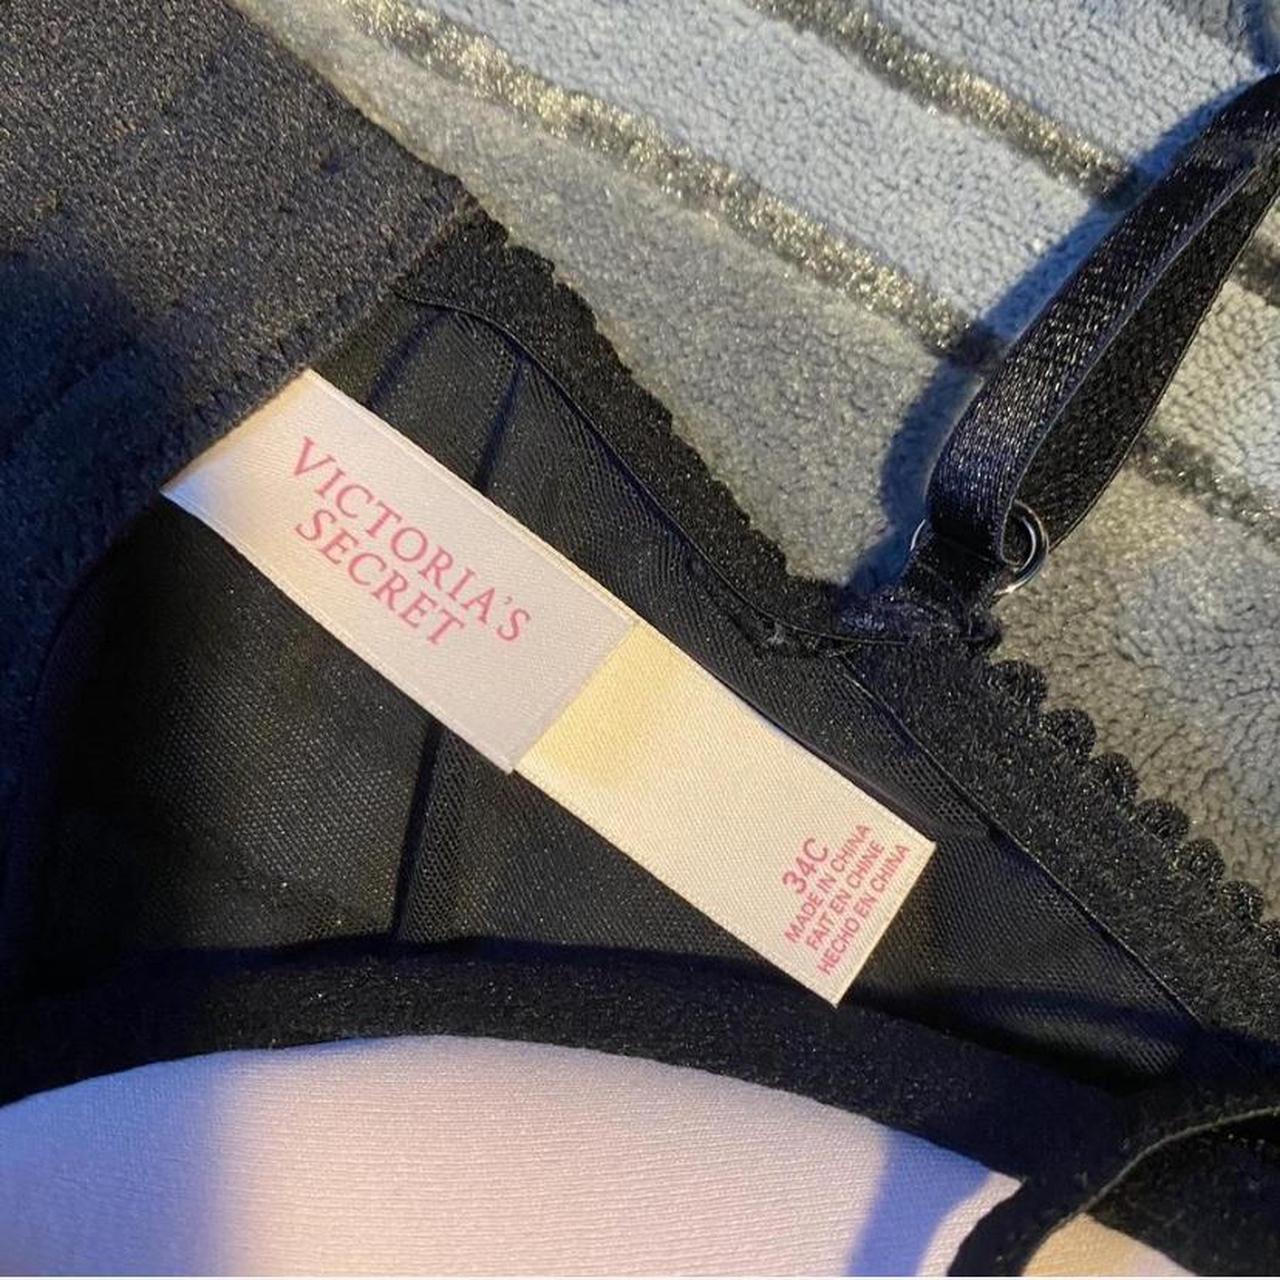 VICTORIA'S
SECRET
34C
MADE IN CHINA
FAIT EN CHINE
HECHO EN CHINA